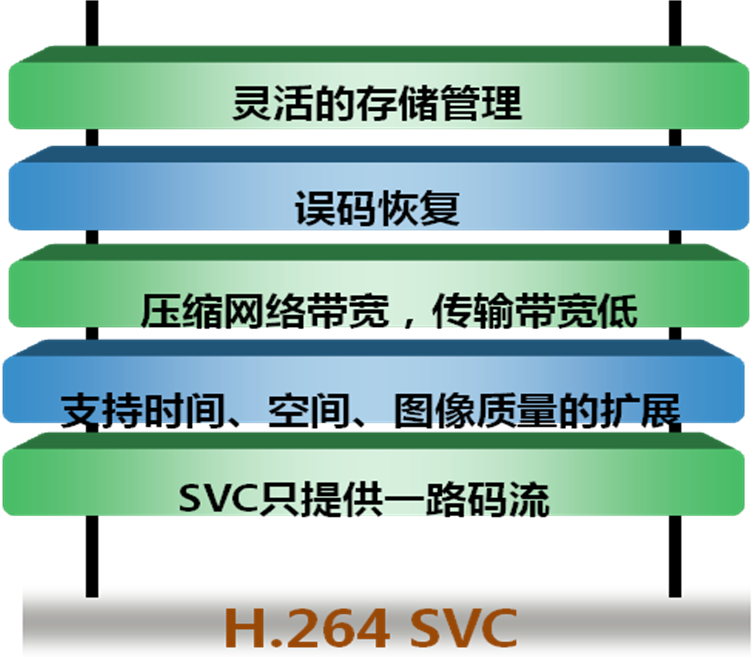 灵活的存储管理
误码恢复
压缩网络带宽，传输带宽低
支持时间、空间、图像质量的扩展
SVC只提供一路码流
H.264 SVC